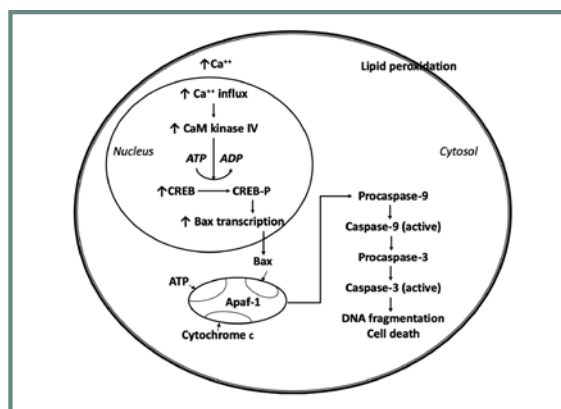 ↑Ca⁺⁺
Lipid peroxidation
↑ Ca⁺⁺ influx
↑ CaM kinase IV
Nucleus
ATP ADP
Cytosol
↑CREB CREB-P
↑ Bax transcription
Bax
ATP
Apaf-1
Cytochrome c
Procaspase-9
Caspase-9 (active)
Procaspase-3
Caspase-3 (active)
DNA fragmentation
Cell death